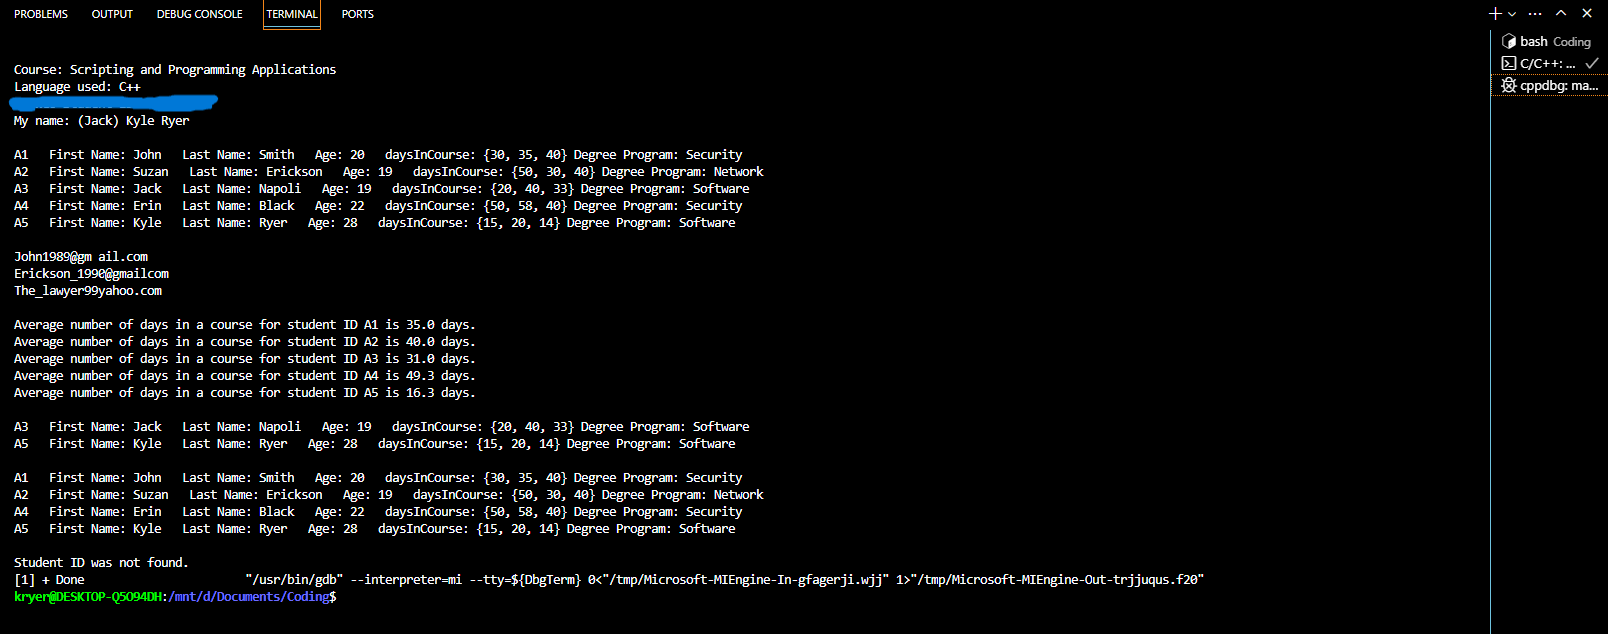 PROBLEMS OUTPUT DEBUG CONSOLE TERMINAL PORTS
bash Coding
C/C++: ...
cppdbg: ma...
Course: Scripting and Programming Applications
Language used: C++
My name: (Jack) Kyle Ryer
A1 First Name: John Last Name: Smith Age: 20 daysInCourse: {30, 35, 40} Degree Program: Security
A2 First Name: Suzan Last Name: Erickson Age: 19 daysInCourse: {50, 30, 40} Degree Program: Network
A3 First Name: Jack Last Name: Napoli Age: 19 daysInCourse: {20, 40, 33} Degree Program: Software
A4 First Name: Erin Last Name: Black Age: 22 daysInCourse: {50, 58, 40} Degree Program: Security
A5 First Name: Kyle Last Name: Ryer Age: 28 daysInCourse: {15, 20, 14} Degree Program: Software
John1989@gm ail.com
Erickson_1990@gmailcom
The_lawyer99yahoo.com
Average number of days in a course for student ID A1 is 35.0 days.
Average number of days in a course for student ID A2 is 40.0 days.
Average number of days in a course for student ID A3 is 31.0 days.
Average number of days in a course for student ID A4 is 49.3 days.
Average number of days in a course for student ID A5 is 16.3 days.
A3 First Name: Jack Last Name: Napoli Age: 19 daysInCourse: {20, 40, 33} Degree Program: Software
A5 First Name: Kyle Last Name: Ryer Age: 28 daysInCourse: {15, 20, 14} Degree Program: Software
A1 First Name: John Last Name: Smith Age: 20 daysInCourse: {30, 35, 40} Degree Program: Security
A2 First Name: Suzan Last Name: Erickson Age: 19 daysInCourse: {50, 30, 40} Degree Program: Network
A4 First Name: Erin Last Name: Black Age: 22 daysInCourse: {50, 58, 40} Degree Program: Security
A5 First Name: Kyle Last Name: Ryer Age: 28 daysInCourse: {15, 20, 14} Degree Program: Software
Student ID was not found.
[1] + Done "/usr/bin/gdb" --interpreter=mi --tty=${DbgTerm} 0<"/tmp/Microsoft-MIEngine-In-gfagerji.wjj" 1>"/tmp/Microsoft-MIEngine-Out-trjjuqus.f20"
kryer@DESKTOP-Q5O94DH:/mnt/d/Documents/Coding$